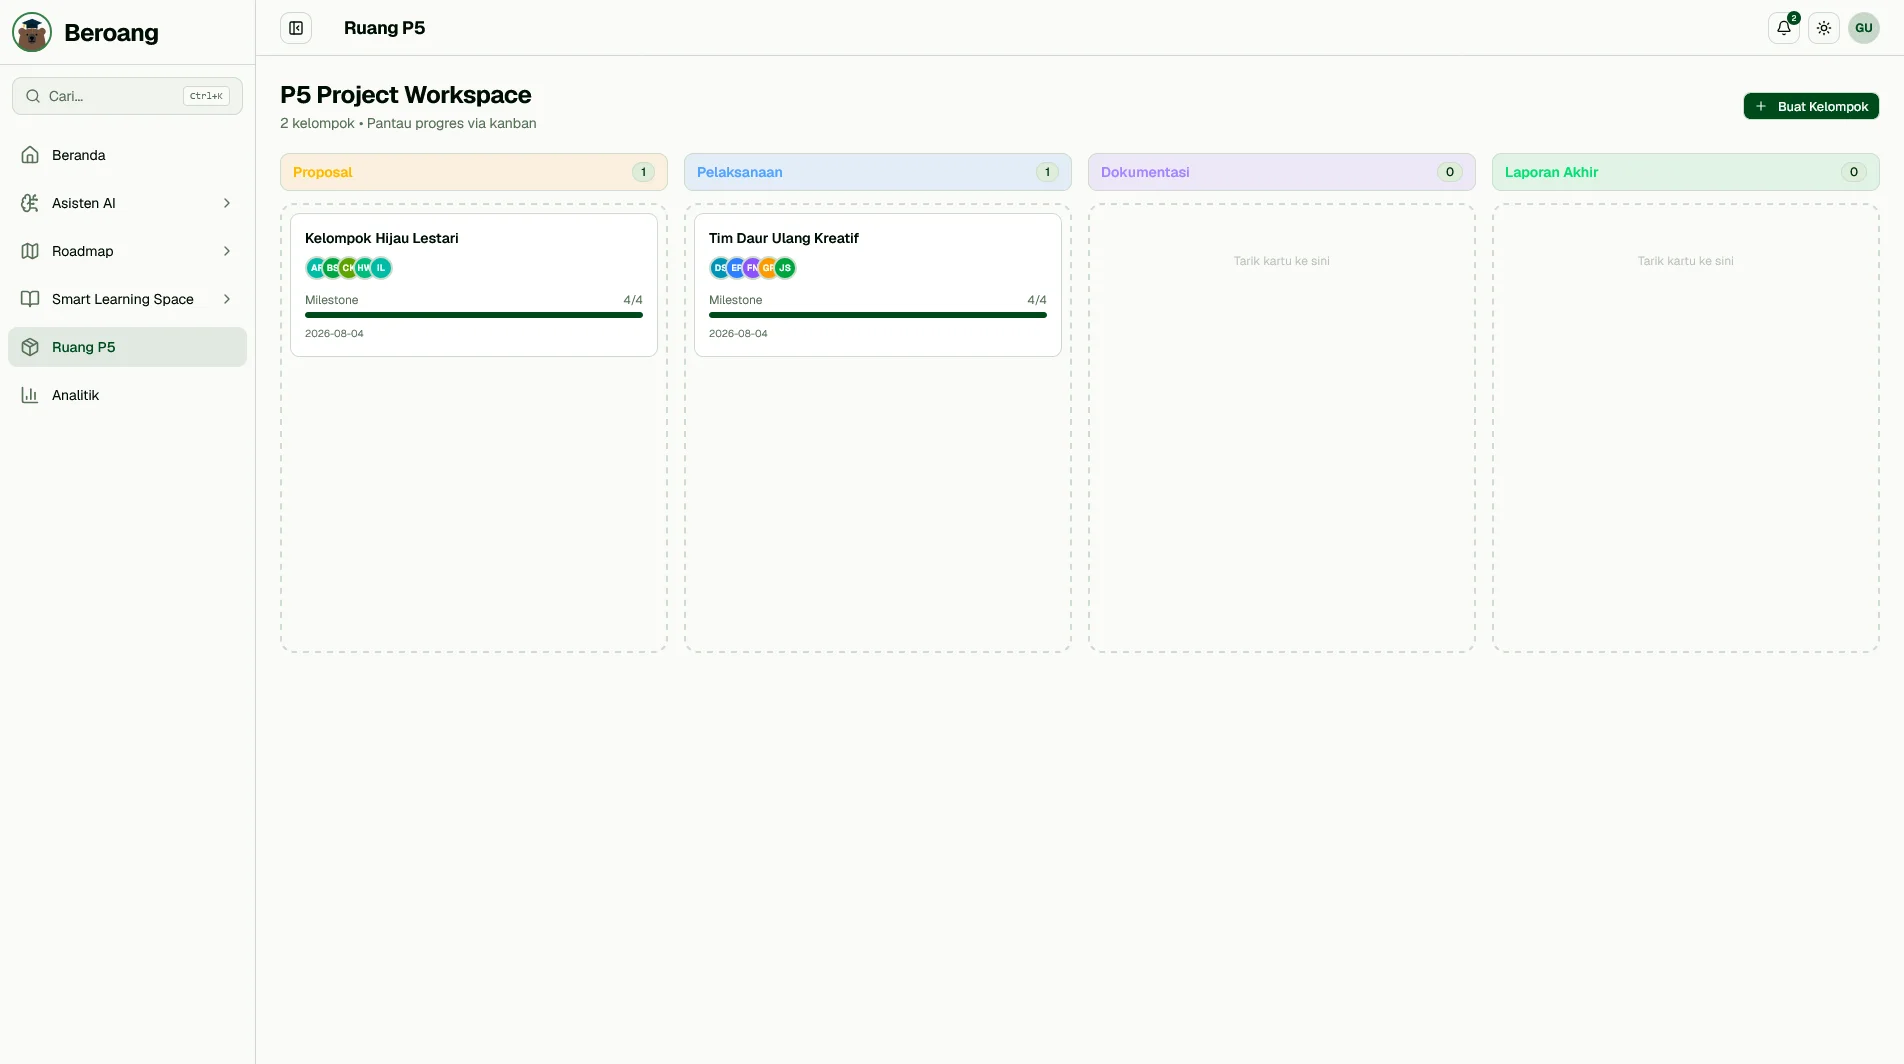 Beroang
Cari...
Ctrl+K
Beranda
Asisten AI
Roadmap
Smart Learning Space
Ruang P5
Analitik
Ruang P5
2
GU
P5 Project Workspace
2 kelompok • Pantau progres via kanban
Buat Kelompok
Proposal 1
Kelompok Hijau Lestari
IL
Milestone 4/4
2026-08-04
Pelaksanaan 1
Tim Daur Ulang Kreatif
JS
Milestone 4/4
2026-08-04
Dokumentasi 0
Tarik kartu ke sini
Laporan Akhir 0
Tarik kartu ke sini